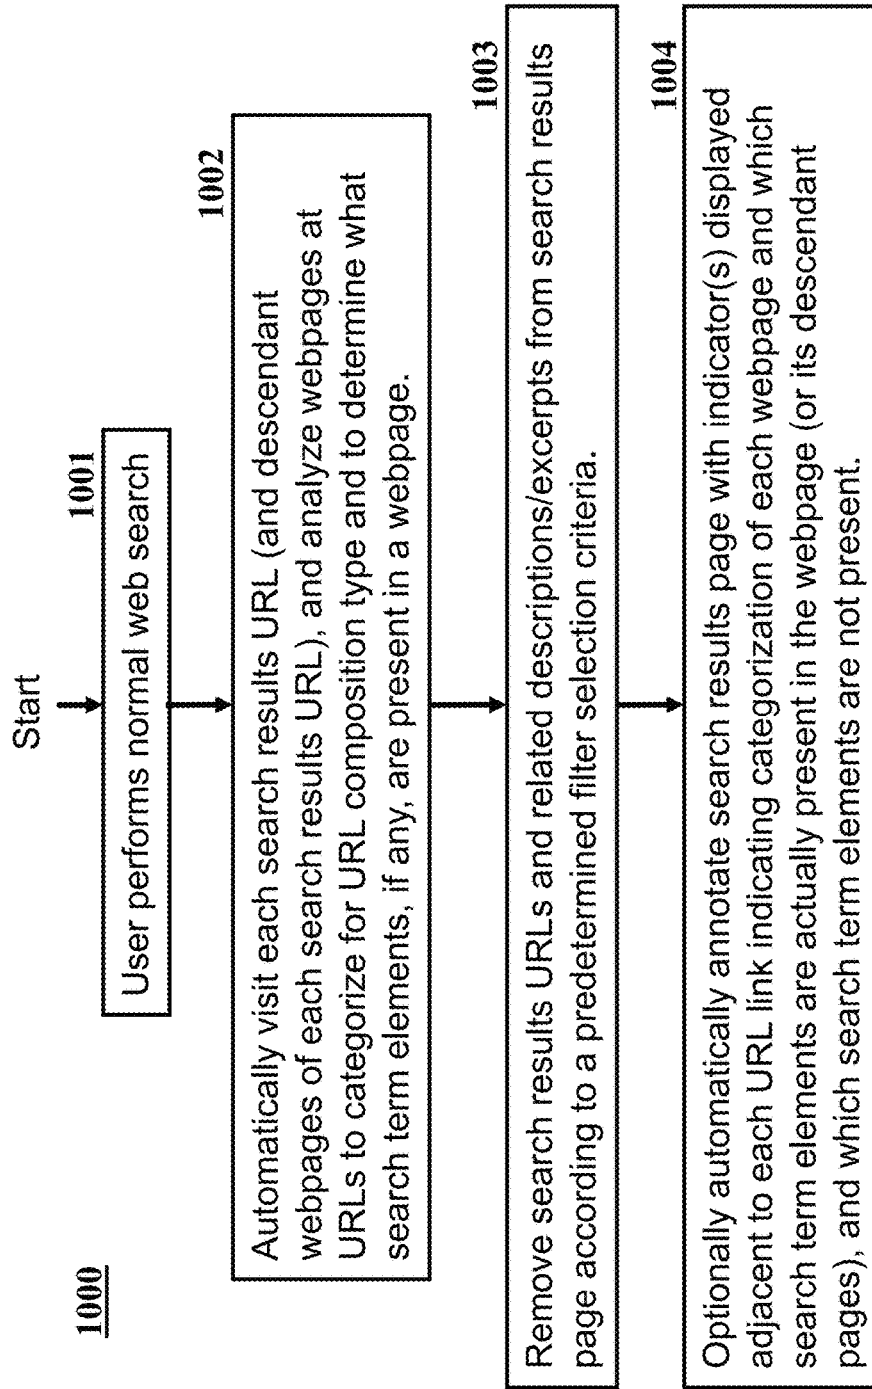 1000
Start
1001
User performs normal web search
1002
Automatically visit each search results URL (and descendant
webpages of each search results URL), and analyze webpages at
URLs to categorize for URL composition type and to determine what
search term elements, if any, are present in a webpage.
1003
Remove search results URLs and related descriptions/excerpts from search results
page according to a predetermined filter selection criteria.
1004
Optionally automatically annotate search results page with indicator(s) displayed
adjacent to each URL link indicating categorization of each webpage and which
search term elements are actually present in the webpage (or its descendant
pages), and which search term elements are not present.